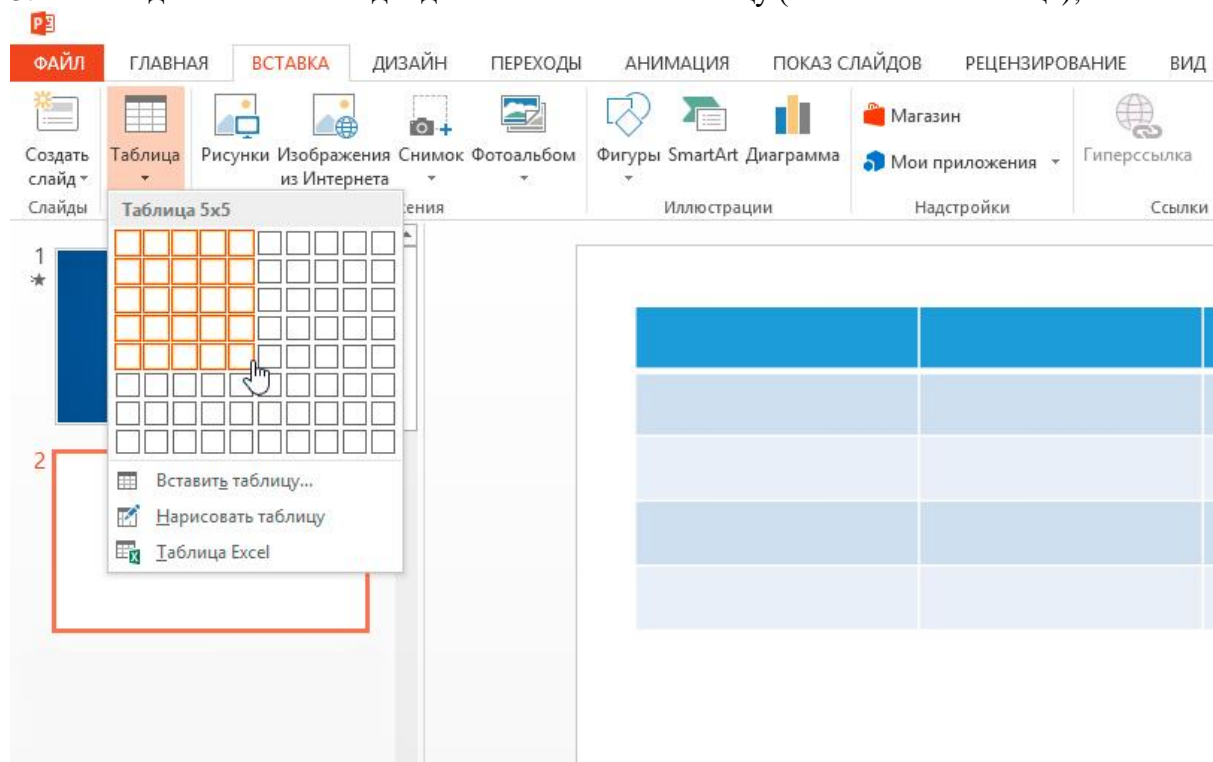 ФАЙЛ ГЛАВНАЯ ВСТАВКА ДИЗАЙН ПЕРЕХОДЫ АНИМАЦИЯ ПОКАЗ СЛАЙДОВ РЕЦЕНЗИРОВАНИЕ ВИД
Создать Таблица Рисунки Изображения Снимок Фотоальбом Фигуры SmartArt Диаграмма Магазин Гиперссылка
слайд из Интернета Мои приложения
Слайды ения Иллюстрации Надстройки Ссылки
Таблица 5x5
1
2
Вставить таблицу...
Нарисовать таблицу
Таблица Excel